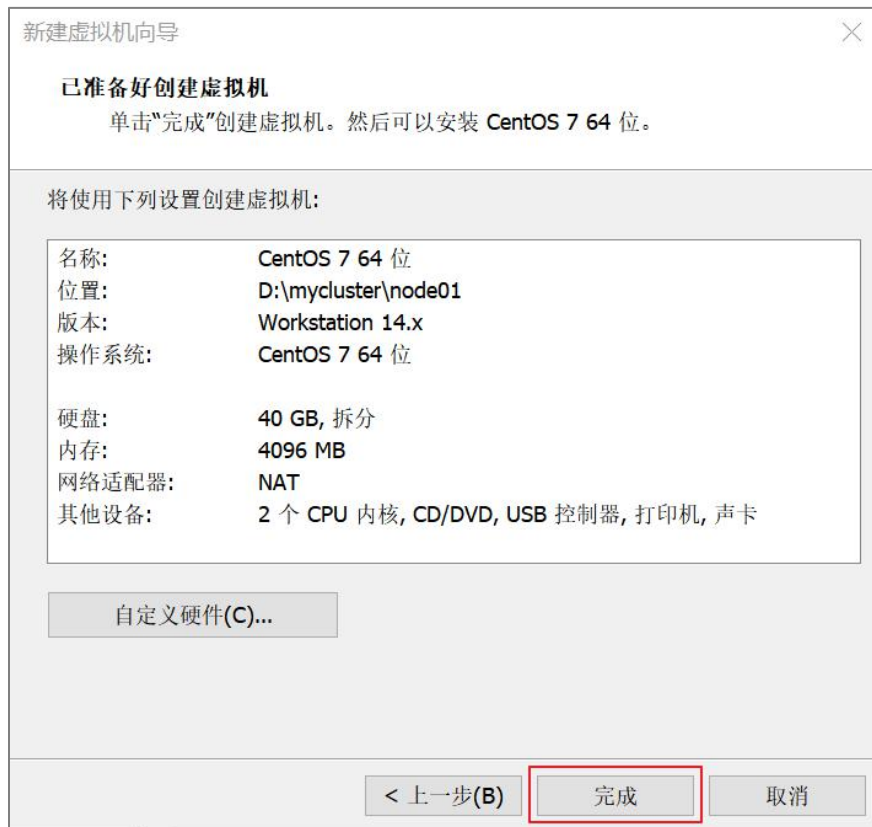 新建虚拟机向导
已准备好创建虚拟机
单击“完成”创建虚拟机。然后可以安装 CentOS 7 64 位。
将使用下列设置创建虚拟机:
名称: CentOS 7 64 位
位置: D:\mycluster\node01
版本: Workstation 14.x
操作系统: CentOS 7 64 位
硬盘: 40 GB, 拆分
内存: 4096 MB
网络适配器: NAT
其他设备: 2 个 CPU 内核, CD/DVD, USB 控制器, 打印机, 声卡
自定义硬件(C)...
< 上一步(B) 完成 取消